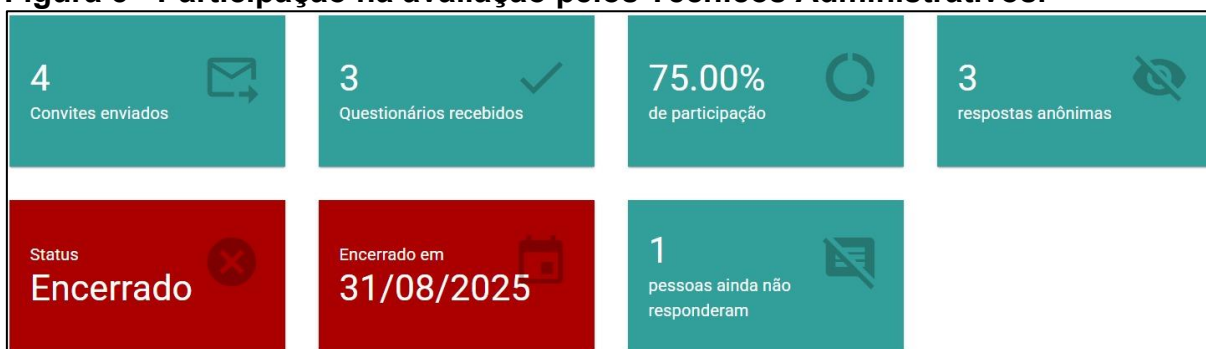 Participação na avaliação pelos Técnicos Administrativos.
4
Convites enviados
3
Questionários recebidos
75.00%
de participação
3
respostas anônimas
Status
Encerrado
Encerrado em
31/08/2025
1
pessoas ainda não
responderam